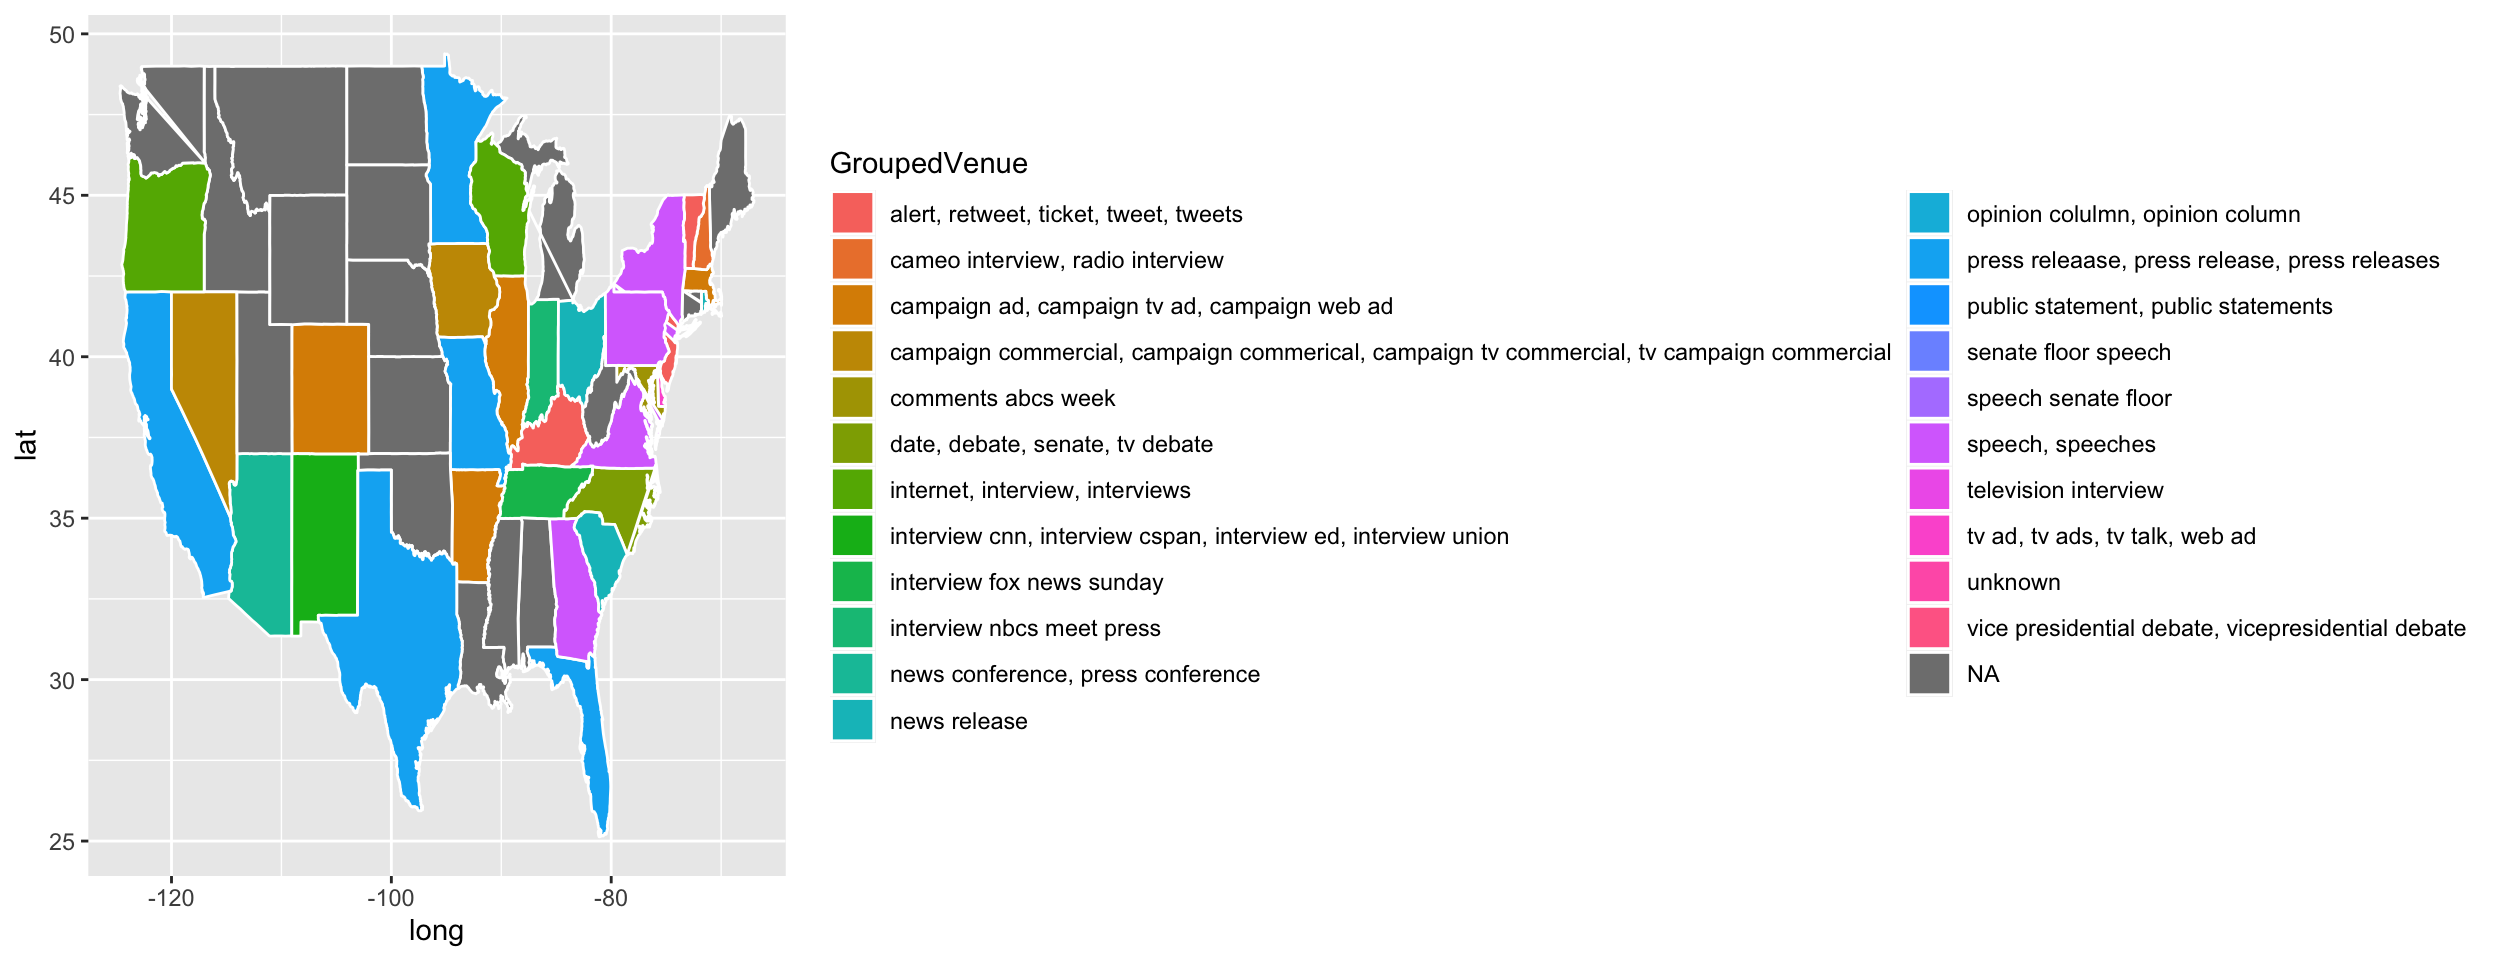 50
45
40
35
30
25
lat
-120
-100
-80
long
GroupedVenue
alert, retweet, ticket, tweet, tweets
cameo interview, radio interview
campaign ad, campaign tv ad, campaign web ad
campaign commercial, campaign commerical, campaign tv commercial, tv campaign commercial
comments abcs week
date, debate, senate, tv debate
internet, interview, interviews
interview cnn, interview cspan, interview ed, interview union
interview fox news sunday
interview nbcs meet press
news conference, press conference
news release
opinion colulmn, opinion column
press releaase, press release, press releases
public statement, public statements
senate floor speech
speech senate floor
speech, speeches
television interview
tv ad, tv ads, tv talk, web ad
unknown
vice presidential debate, vicepresidential debate
NA